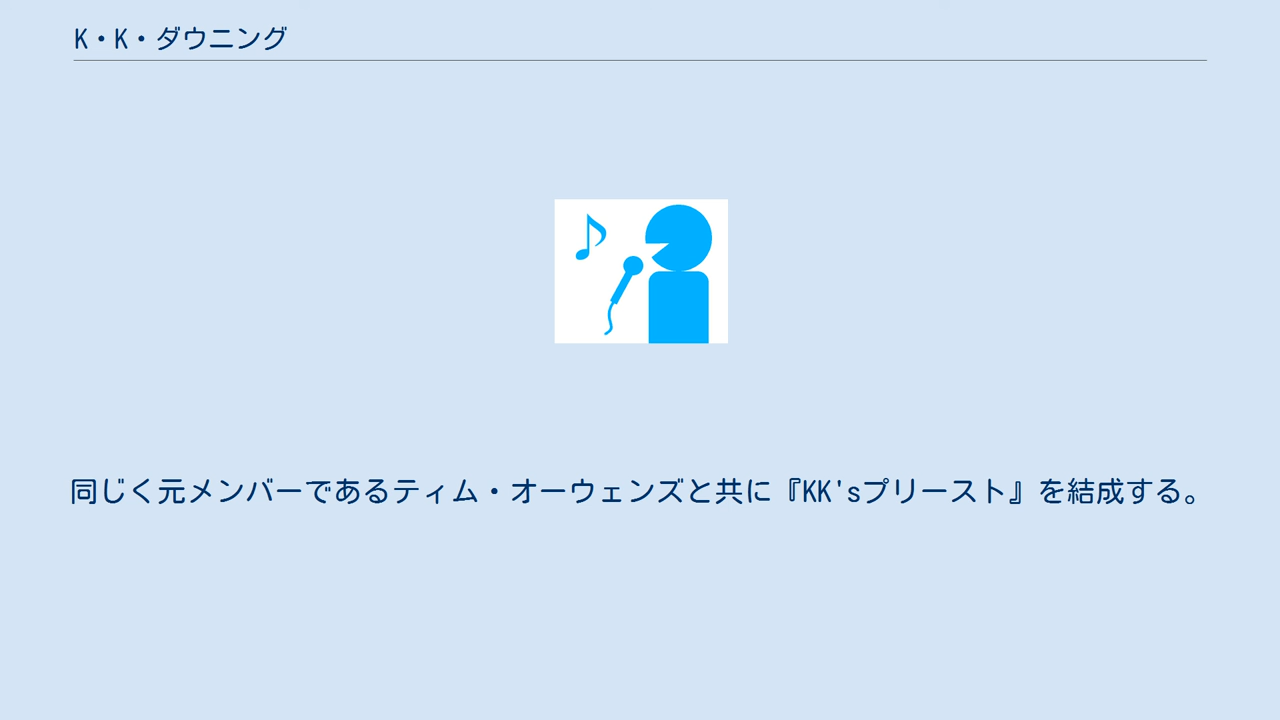 K・K・ダウニング
同じく元メンバーであるティム・オーウェンズと共に『KK'sプリースト』を結成する。